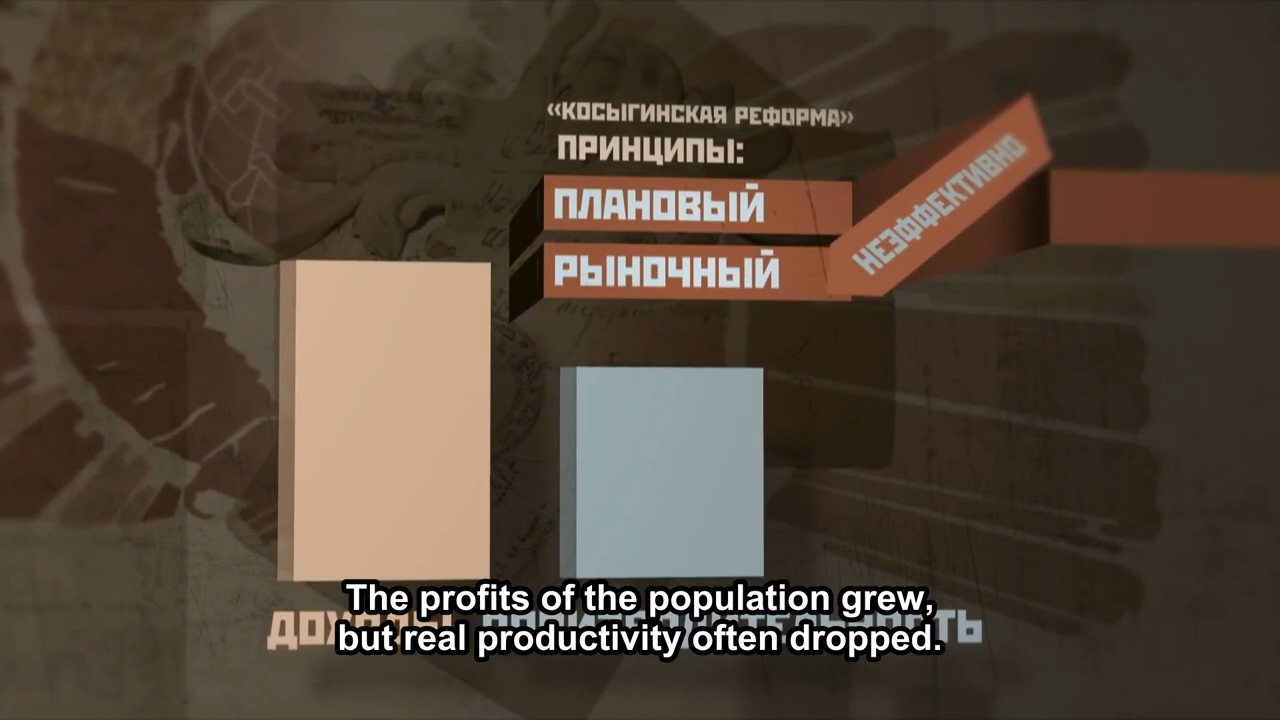 «КОСЫГИНСКАЯ РЕФОРМА»
ПРИНЦИПЫ:
ПЛАНОВЫЙ
РЫНОЧНЫЙ
НЕЭФФЕКТИВНО
The profits of the population grew,
but real productivity often dropped.